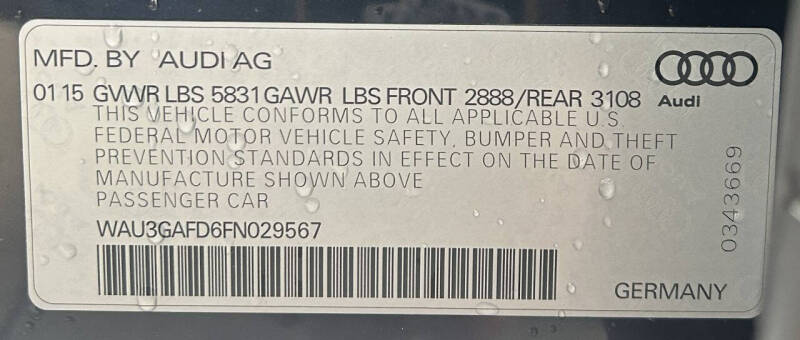 MFD. BY AUDI AG
01 15 GVWR LBS 5831 GAWR LBS FRONT 2888/REAR 3108
Audi
THIS VEHICLE CONFORMS TO ALL APPLICABLE U.S.
FEDERAL MOTOR VEHICLE SAFETY, BUMPER AND THEFT
PREVENTION STANDARDS IN EFFECT ON THE DATE OF
MANUFACTURE SHOWN ABOVE
PASSENGER CAR
WAU3GAFD6FN029567
0343669
GERMANY